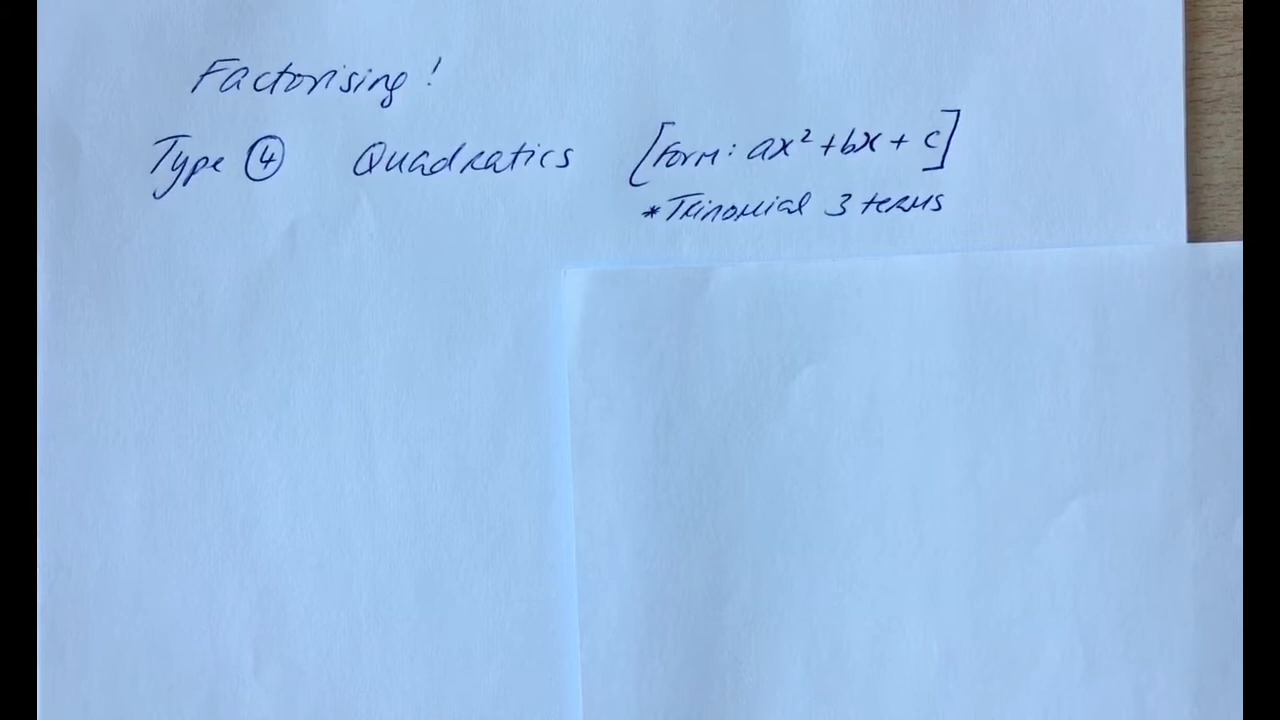 Factorising!
Type ④ Quadratics [Form: ax² + bx + c]
* Trinomial 3 terms